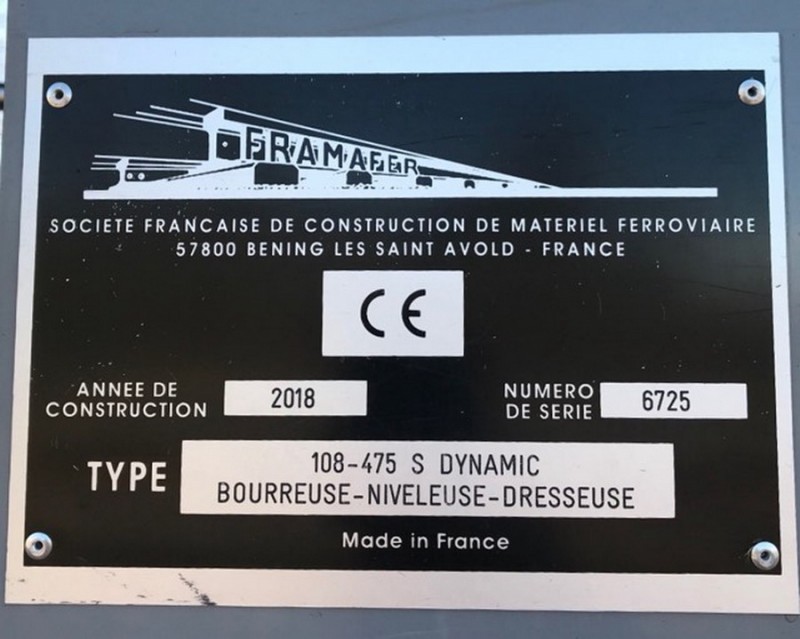 FRAMAFER
SOCIETE FRANCAISE DE CONSTRUCTION DE MATERIEL FERROVIAIRE
57800 BENING LES SAINT AVOLD - FRANCE
CE
ANNEE DE CONSTRUCTION
2018
NUMERO DE SERIE
6725
TYPE
108-475 S DYNAMIC
BOURREUSE-NIVELEUSE-DRESSEUSE
Made in France